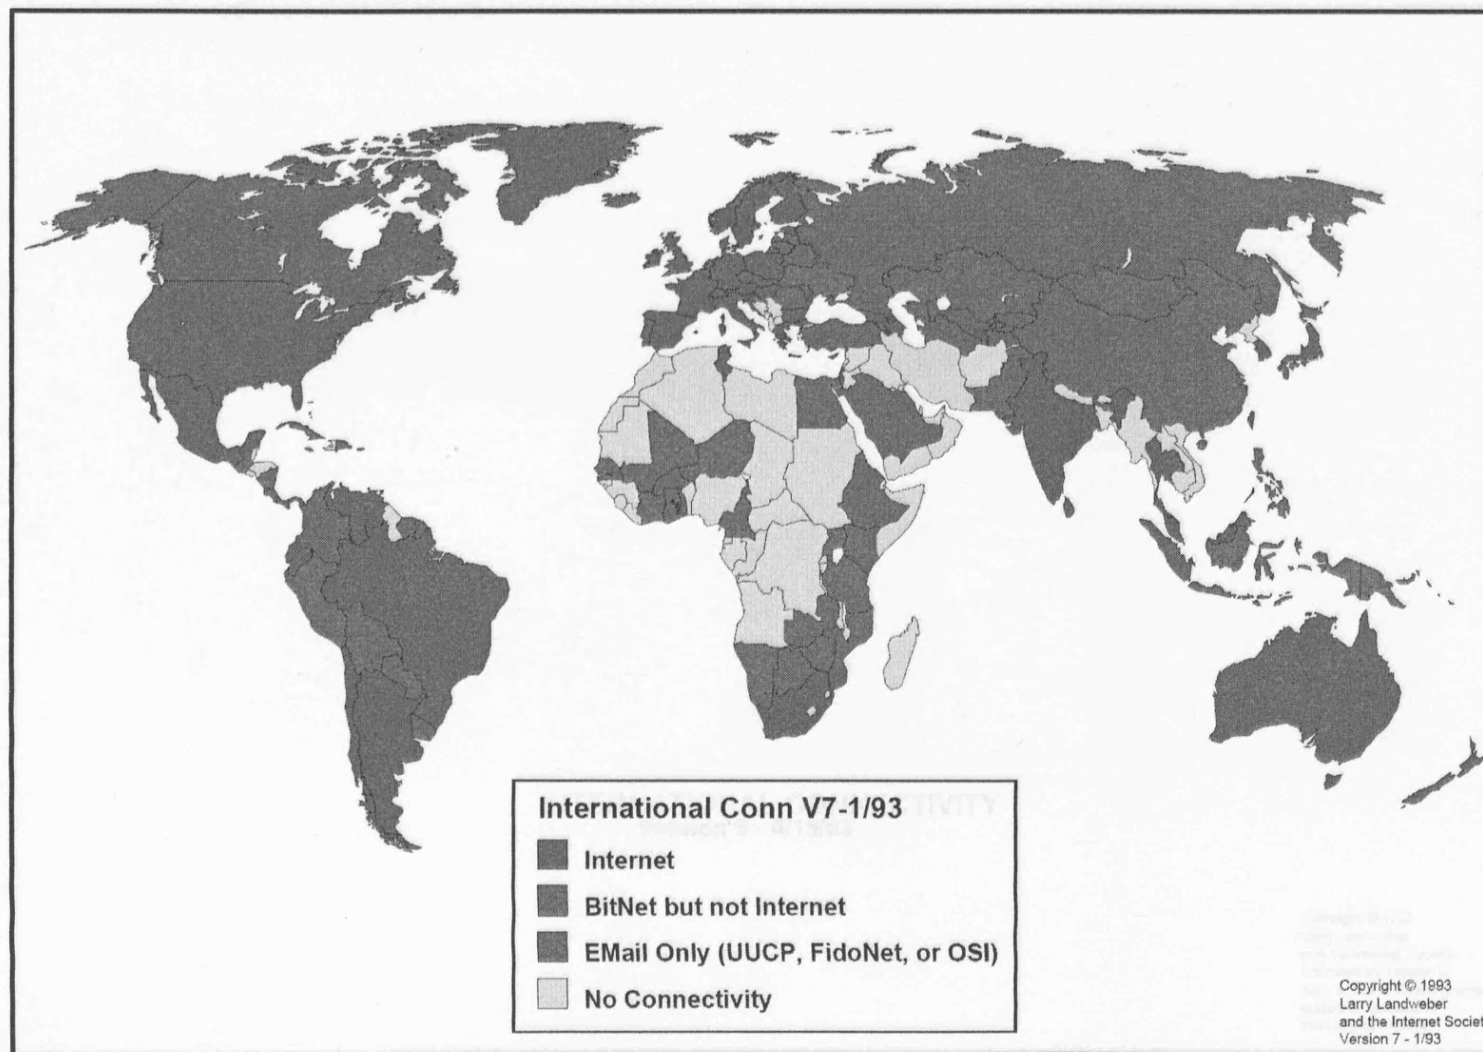 International Conn V7-1/93
Internet
BitNet but not Internet
EMail Only (UUCP, FidoNet, or OSI)
No Connectivity
Copyright © 1993
Larry Landweber
and the Internet Societ
Version 7 - 1/93